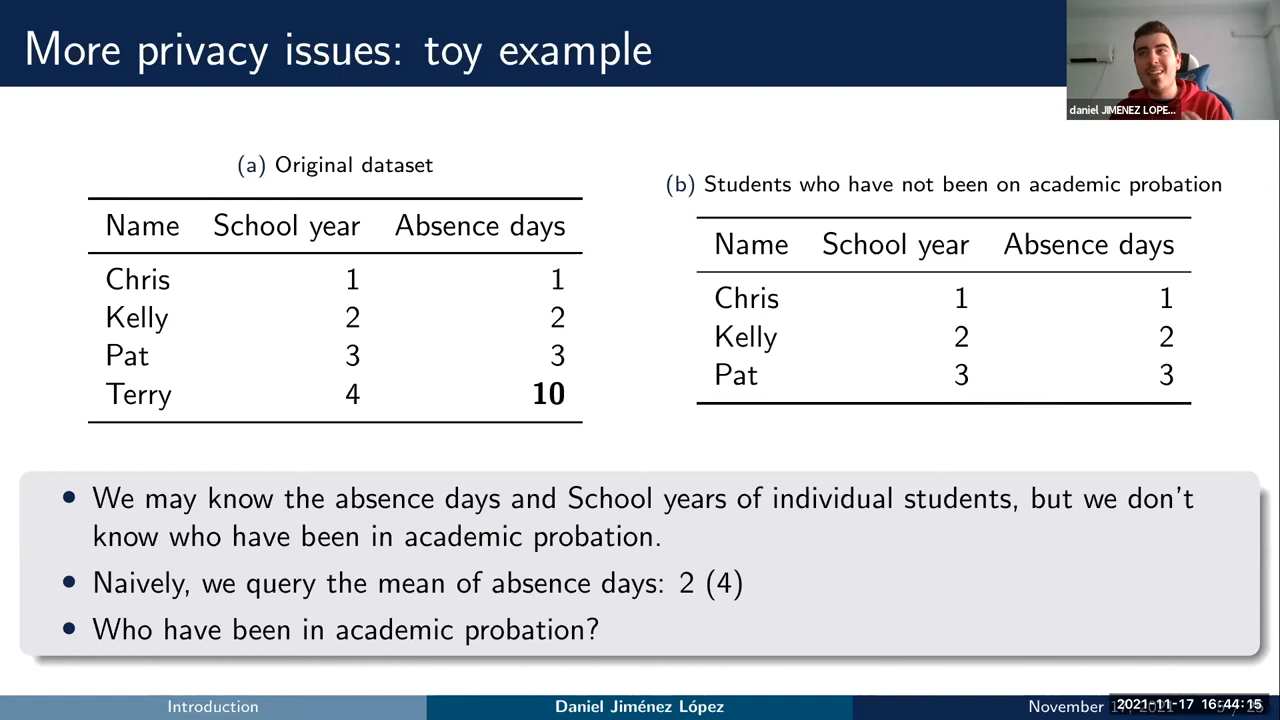 More privacy issues: toy example
daniel JIMENEZ LOPE...
(a) Original dataset
Name School year Absence days
Chris 1 1
Kelly 2 2
Pat 3 3
Terry 4 10
(b) Students who have not been on academic probation
Name School year Absence days
Chris 1 1
Kelly 2 2
Pat 3 3
• We may know the absence days and School years of individual students, but we don't
know who have been in academic probation.
• Naively, we query the mean of absence days: 2 (4)
• Who have been in academic probation?
Introduction
Daniel Jiménez López
November
2021-11-17 16:44:15